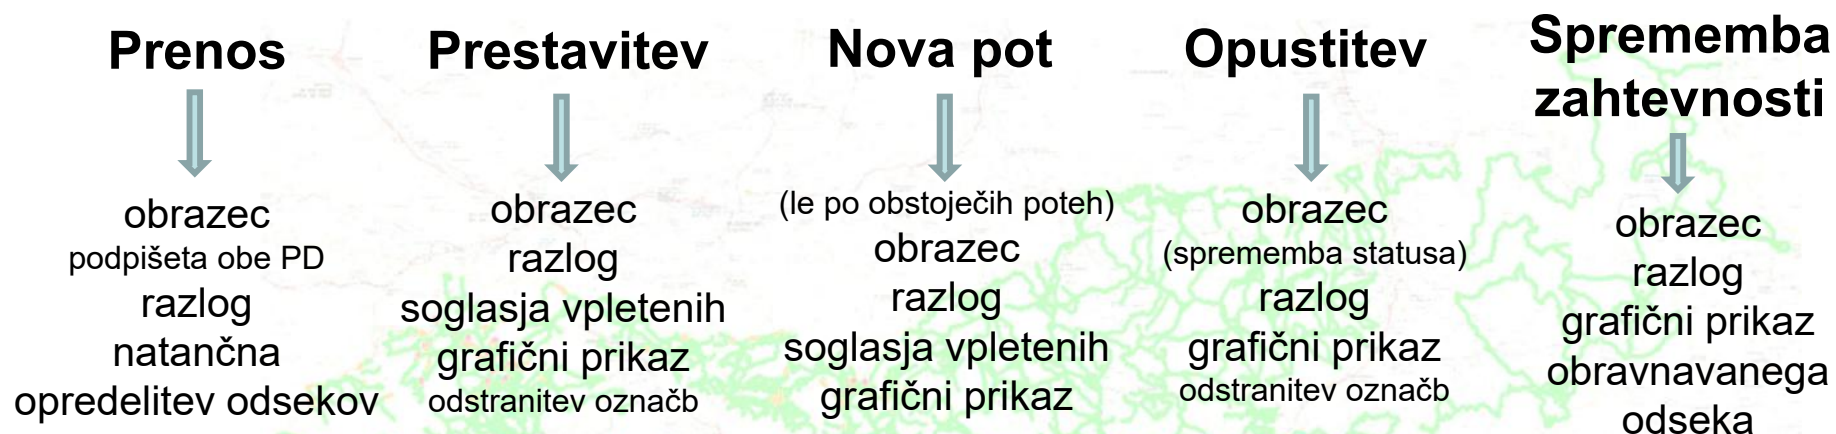 Prenos
obrazec
podpišeta obe PD
razlog
natančna
opredelitev odsekov
Prestavitev
obrazec
razlog
soglasja vpletenih
grafični prikaz
odstranitev označb
Nova pot
(le po obstoječih poteh)
obrazec
razlog
soglasja vpletenih
grafični prikaz
Opustitev
obrazec
(sprememba statusa)
razlog
grafični prikaz
odstranitev označb
Sprememba
zahtevnosti
obrazec
razlog
grafični prikaz
obravnavanega
odseka